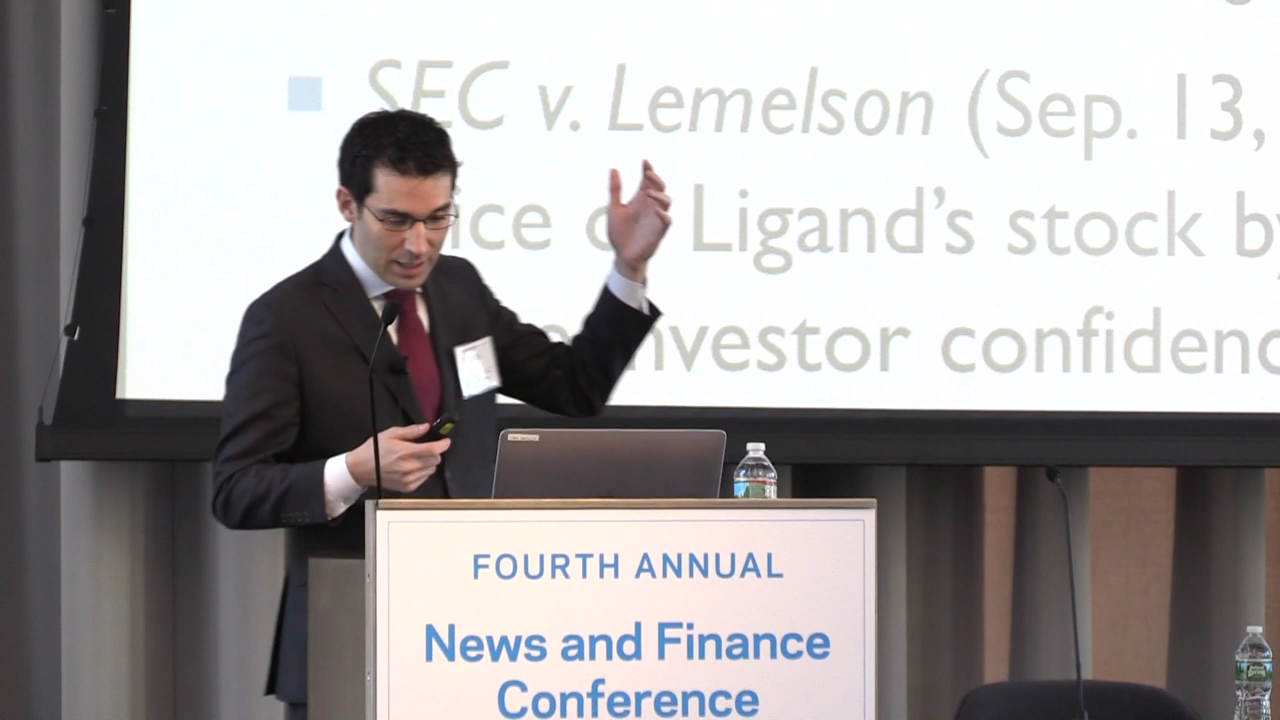 SEC v. Lemelson (Sep. 13,
Ligand's stock by
investor confidenc
FOURTH ANNUAL
News and Finance
Conference